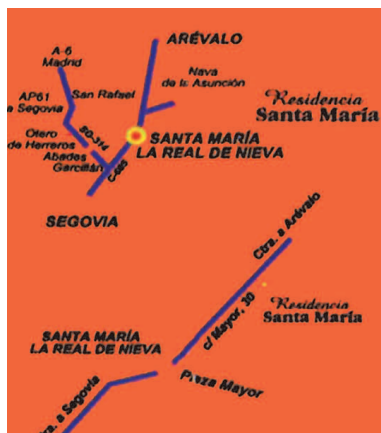 A-6
Madrid
ARÉVALO
AP61
a Segovia
San Rafael
Nava
de la Asunción
Residencia
Santa María
Otero
de Herreros
SG-314
Abades
Garcillán
C-605
SANTA MARÍA
LA REAL DE NIEVA
SEGOVIA
Ctra. a Arévalo
c/ Mayor, 30
Residencia
Santa María
SANTA MARÍA
LA REAL DE NIEVA
Plaza Mayor
a Segovia